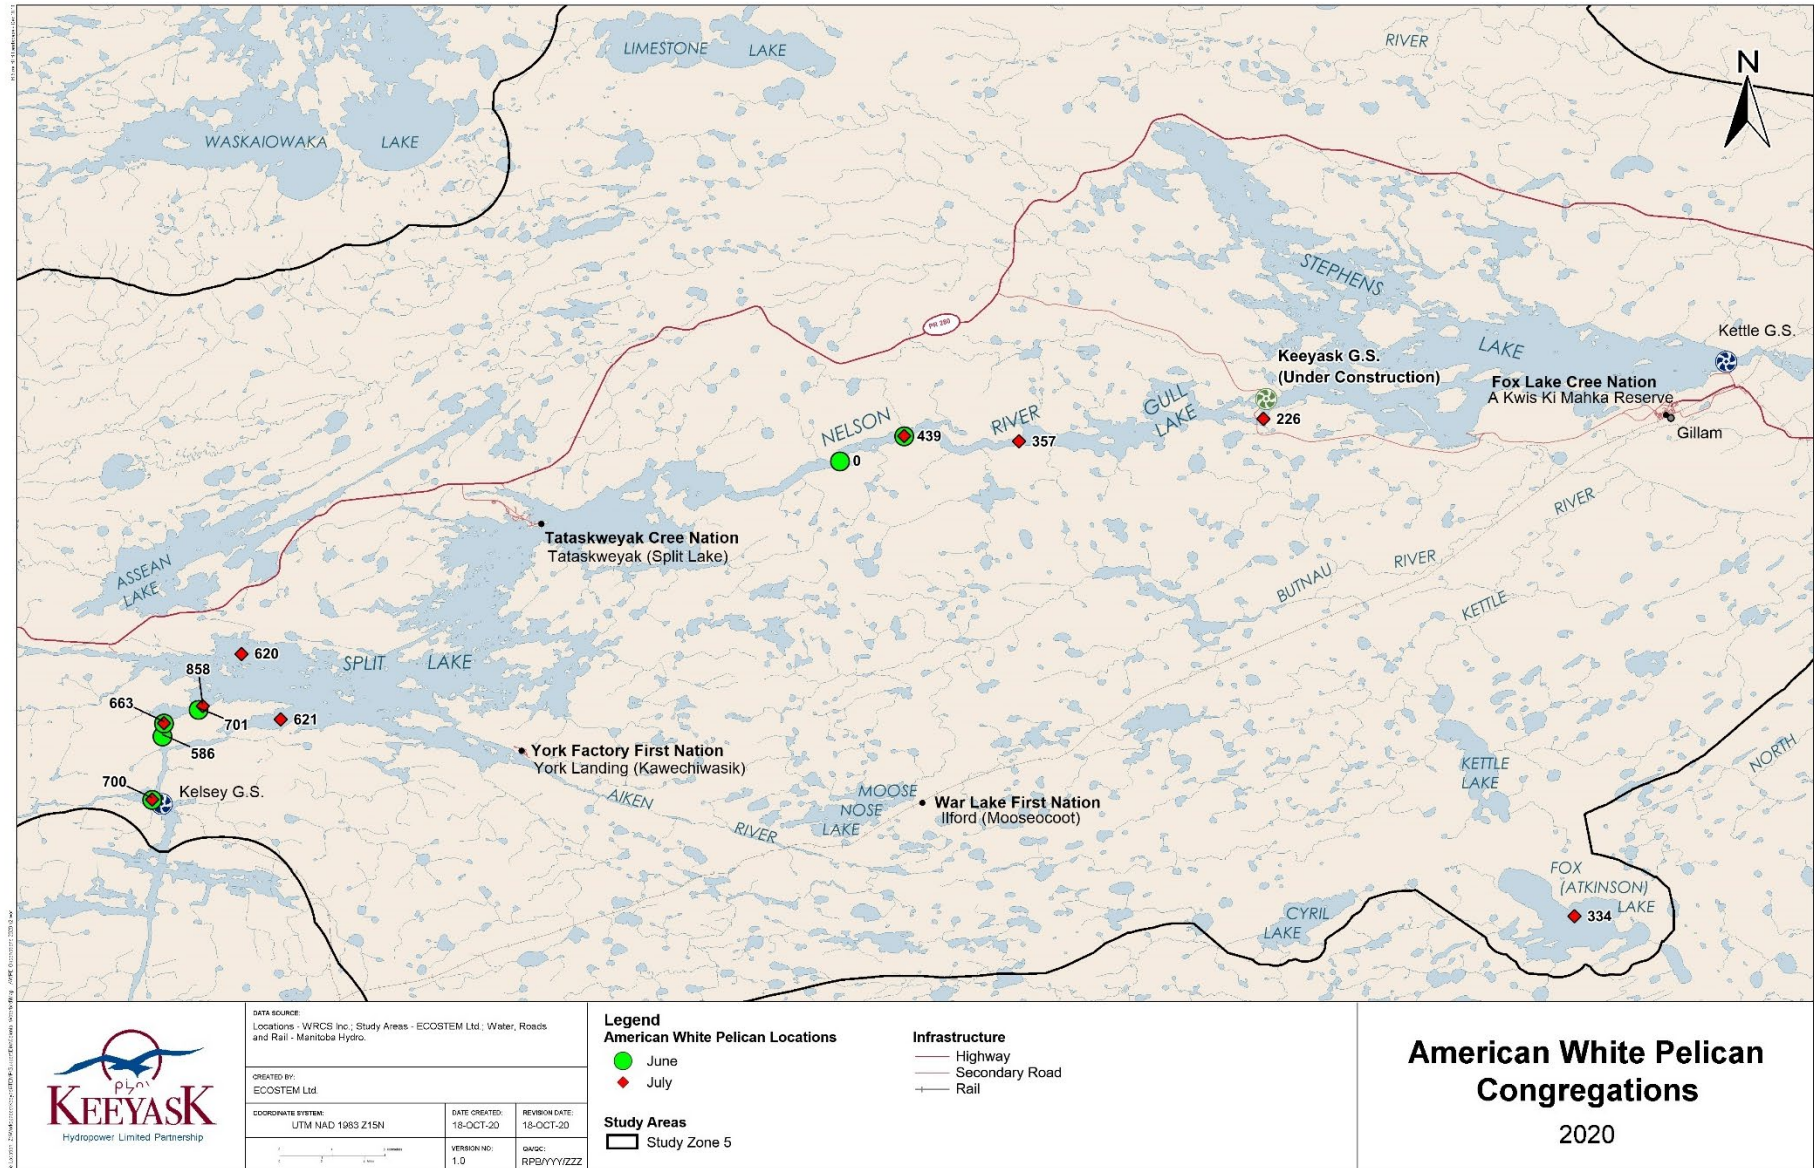 LIMESTONE LAKE
RIVER
N
WASKAIOWAKA LAKE
STEPHENS
LAKE
Kettle G.S.
PR 280
Keeyask G.S.
(Under Construction)
Fox Lake Cree Nation
A Kwis Ki Mahka Reserve
Gillam
GULL
LAKE
226
NELSON
RIVER
439
357
0
RIVER
Tataskweyak Cree Nation
Tataskweyak (Split Lake)
ASSEAN
LAKE
BUTNAU
RIVER
KETTLE
620
SPLIT LAKE
858
663
701
621
586
York Factory First Nation
York Landing (Kawechiwasik)
700
Kelsey G.S.
AIKEN
RIVER
MOOSE
NOSE
LAKE
War Lake First Nation
Ilford (Mooseocoot)
KETTLE
LAKE
NORTH
FOX
(ATKINSON)
LAKE
334
CYRIL
LAKE
KEEYASK
Hydropower Limited Partnership
DATA SOURCE:
Locations - WRCS Inc.; Study Areas - ECOSTEM Ltd.; Water, Roads
and Rail - Manitoba Hydro.
CREATED BY:
ECOSTEM Ltd.
COORDINATE SYSTEM:
UTM NAD 1983 Z15N
DATE CREATED:
18-OCT-20
REVISION DATE:
18-OCT-20
VERSION NO:
1.0
QA/QC:
RPB/YYY/ZZZ
Legend
American White Pelican Locations
June
July
Study Areas
Study Zone 5
Infrastructure
Highway
Secondary Road
Rail
American White Pelican
Congregations
2020